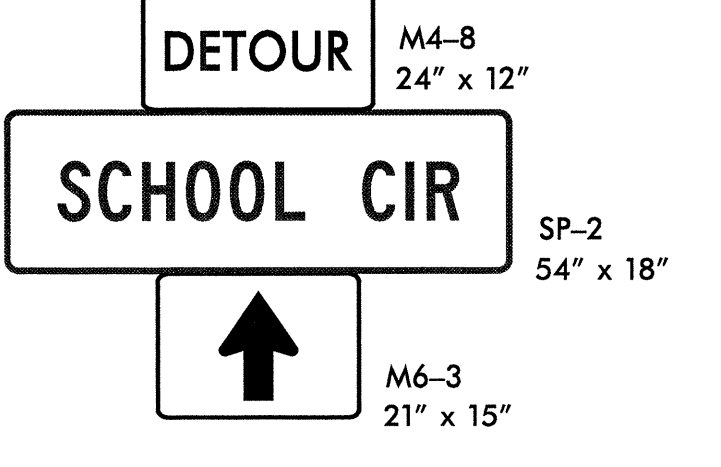 DETOUR
M4–8
24" x 12"
SCHOOL CIR
SP–2
54" x 18"
M6–3
21" x 15"